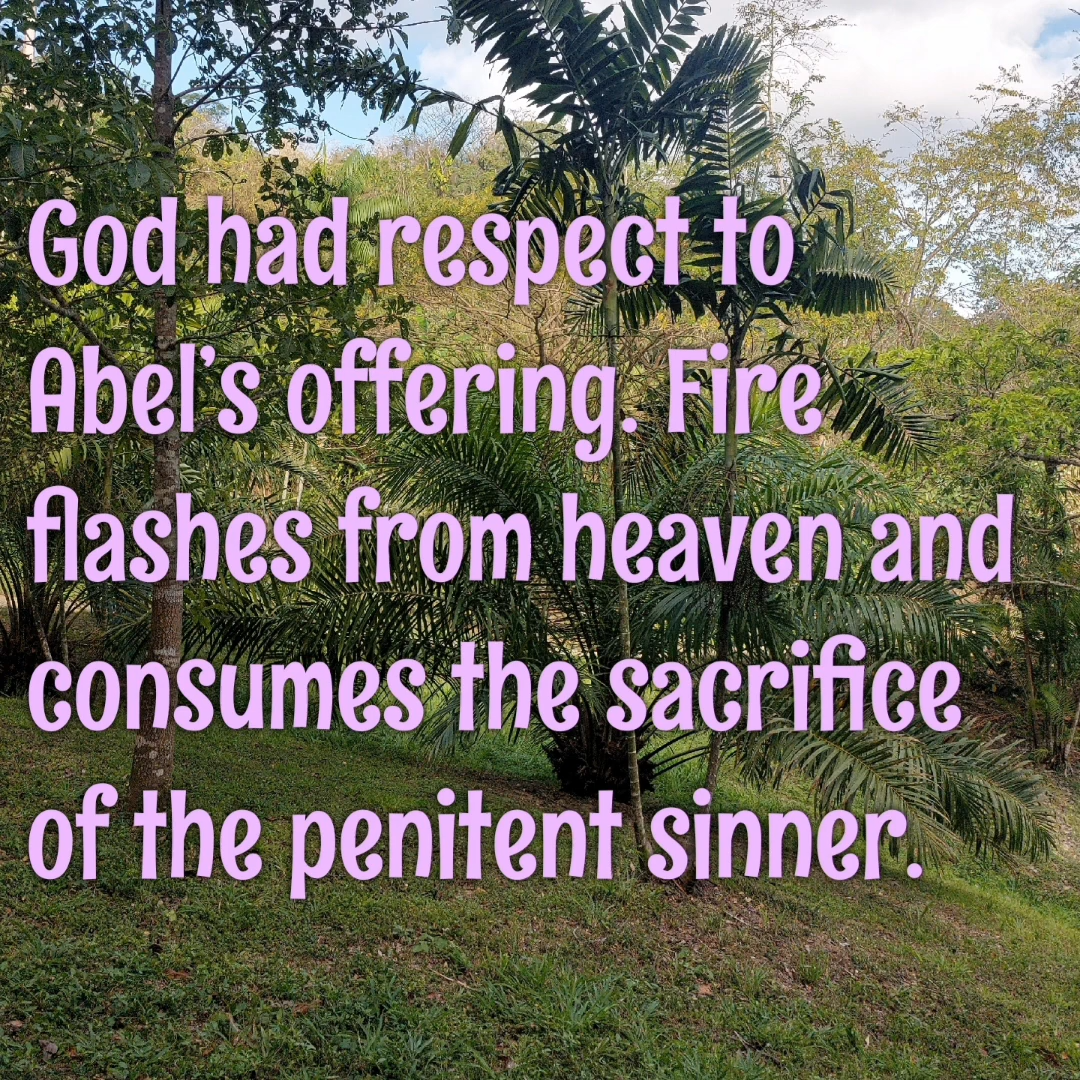 God had respect to
Abel’s offering. Fire
flashes from heaven and
consumes the sacrifice
of the penitent sinner.